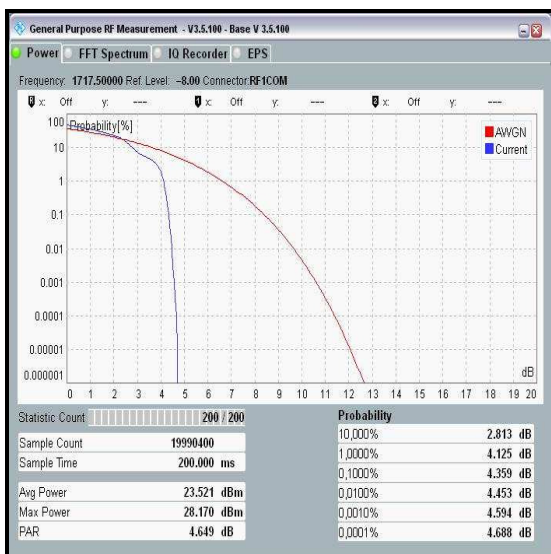 General Purpose RF Measurement - V3.5.100 - Base V 3.5.100
Power FFT Spectrum IQ Recorder EPS
Frequency: 1717.50000 Ref. Level: -8.00 Connector:RF1COM
0 x: Off y: --- 1 x: Off y: --- 2 x: Off y: ---
Probability[%]
AWGN
Current
100
10
1
0.1
0.01
0.001
0.0001
0.00001
0.000001
dB
0 1 2 3 4 5 6 7 8 9 10 11 12 13 14 15 16 17 18 19 20
Statistic Count 200 / 200
Sample Count 19990400
Sample Time 200.000 ms
Avg Power 23.521 dBm
Max Power 28.170 dBm
PAR 4.649 dB
Probability
10,000% 2.813 dB
1,0000% 4.125 dB
0,1000% 4.359 dB
0,0100% 4.453 dB
0,0010% 4.594 dB
0,0001% 4.688 dB